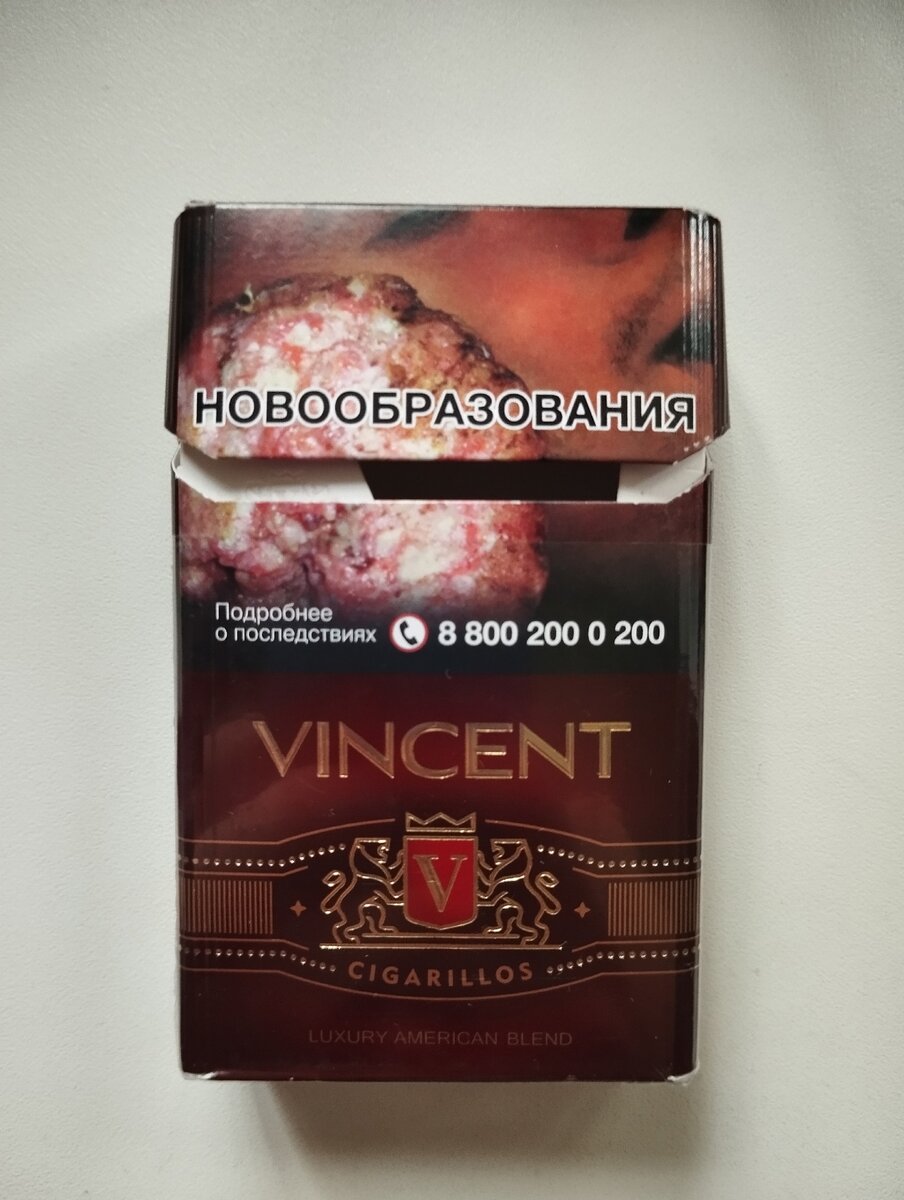 НОВООБРАЗОВАНИЯ
Подробнее
о последствиях 8 800 200 0 200
VINCENT
V
CIGARILLOS
LUXURY AMERICAN BLEND